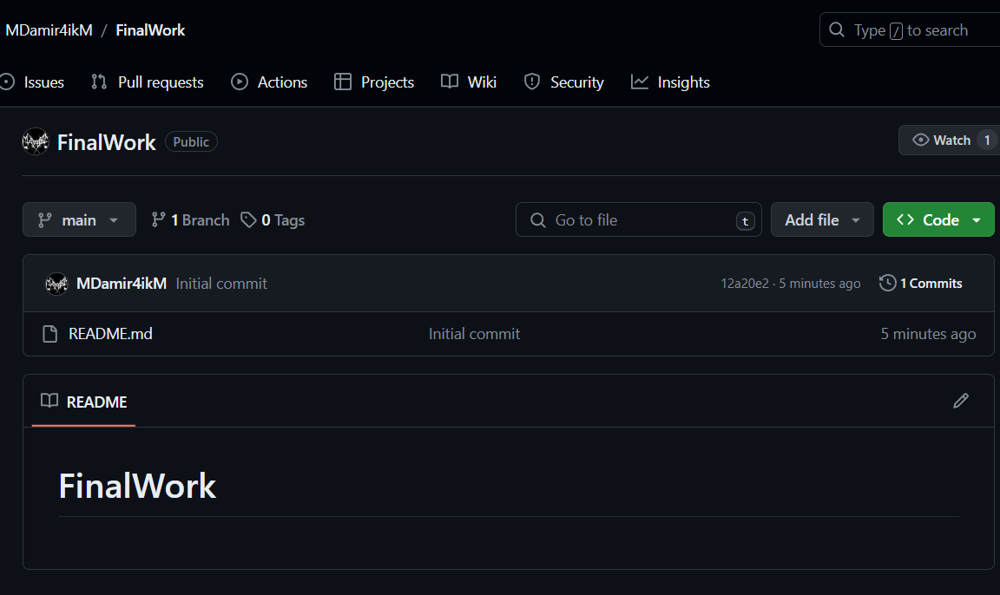 MDamir4ikM / FinalWork
Type / to search
Issues Pull requests Actions Projects Wiki Security Insights
FinalWork Public
Watch 1
main 1 Branch 0 Tags
Go to file t
Add file
Code
MDamir4ikM Initial commit
12a20e2 · 5 minutes ago 1 Commits
README.md Initial commit 5 minutes ago
README
FinalWork